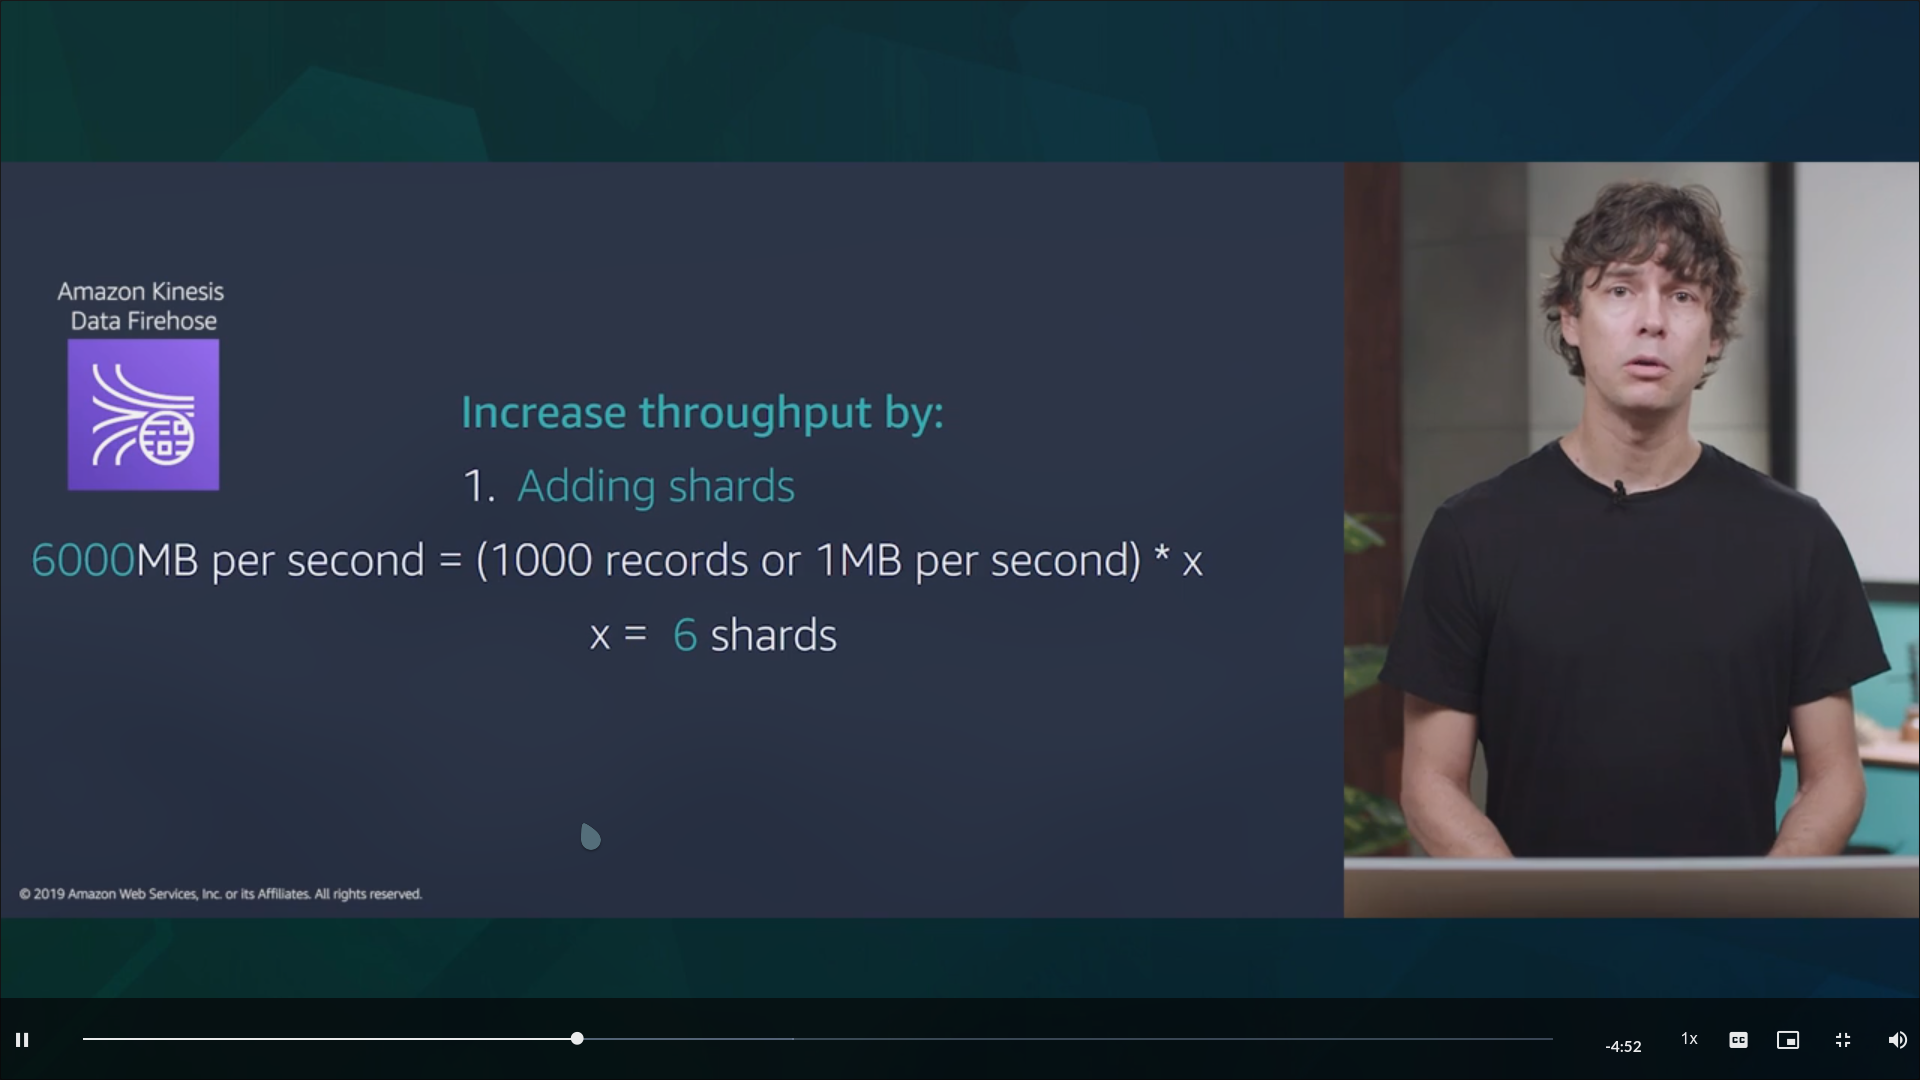 Amazon Kinesis
Data Firehose
Increase throughput by:
1. Adding shards
6000MB per second = (1000 records or 1MB per second) * x
x = 6 shards
© 2019 Amazon Web Services, Inc. or its Affiliates. All rights reserved.
-4:52
1x
CC